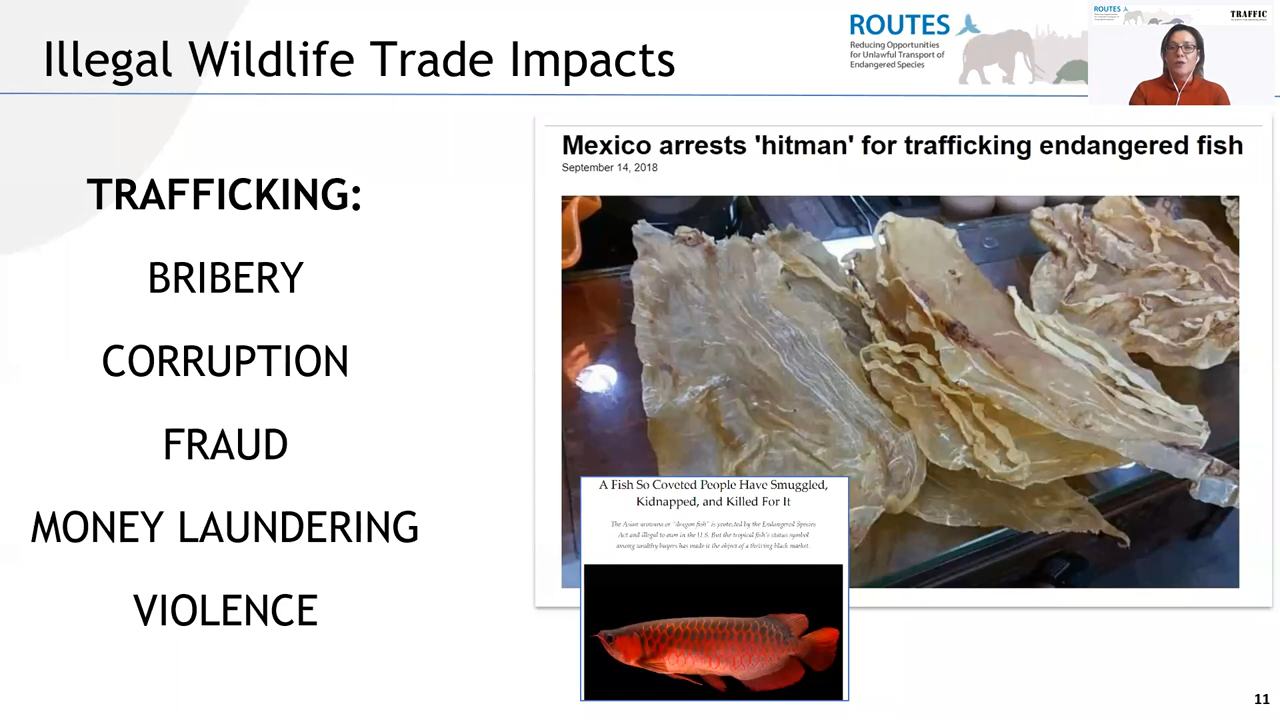 Illegal Wildlife Trade Impacts
ROUTES
Reducing Opportunities
for Unlawful Transport of
Endangered Species
ROUTES
TRAFFIC
TRAFFICKING:
BRIBERY
CORRUPTION
FRAUD
MONEY LAUNDERING
VIOLENCE
Mexico arrests 'hitman' for trafficking endangered fish
September 14, 2018
A Fish So Coveted People Have Smuggled,
Kidnapped, and Killed For It
The Asian arowana or "dragon fish" is protected by the Endangered Species
Act and illegal to own in the U.S. But the tropical fish's status symbol
among wealthy buyers has made it the object of a thriving black market.
11